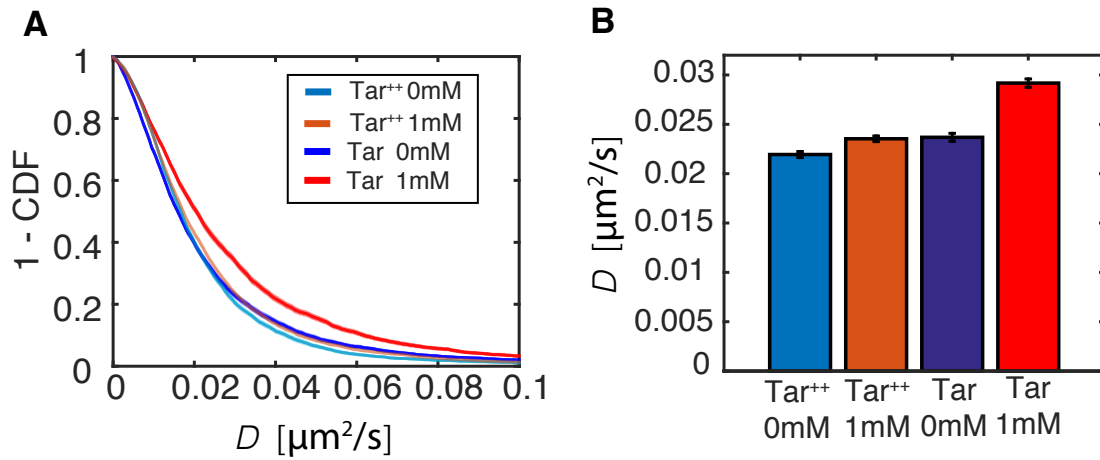 A
1 - CDF
1
0.8
0.6
0.4
0.2
0
0
0.02
0.04
0.06
0.08
0.1
D [μm²/s]
Tar⁺⁺ 0mM
Tar⁺⁺ 1mM
Tar 0mM
Tar 1mM
B
D [μm²/s]
0.03
0.025
0.02
0.015
0.01
0.005
0
Tar⁺⁺
0mM
Tar⁺⁺
1mM
Tar
0mM
Tar
1mM